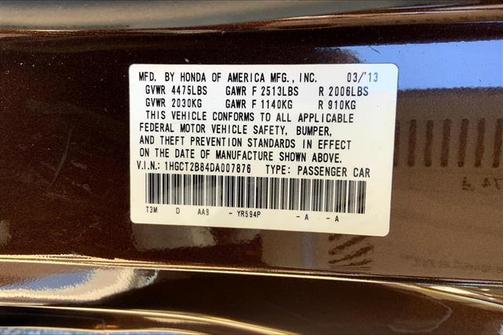 MFD. BY HONDA OF AMERICA MFG., INC. 03/'13
GVWR 4475LBS GAWR F 2513LBS R 2006LBS
GVWR 2030KG GAWR F 1140KG R 910KG
THIS VEHICLE CONFORMS TO ALL APPLICABLE
FEDERAL MOTOR VEHICLE SAFETY, BUMPER,
AND THEFT PREVENTION STANDARDS IN EFFECT
ON THE DATE OF MANUFACTURE SHOWN ABOVE.
V.I.N.: 1HGCT2B84DA007876 TYPE: PASSENGER CAR
T3M D AA9 - YR594P - A - A